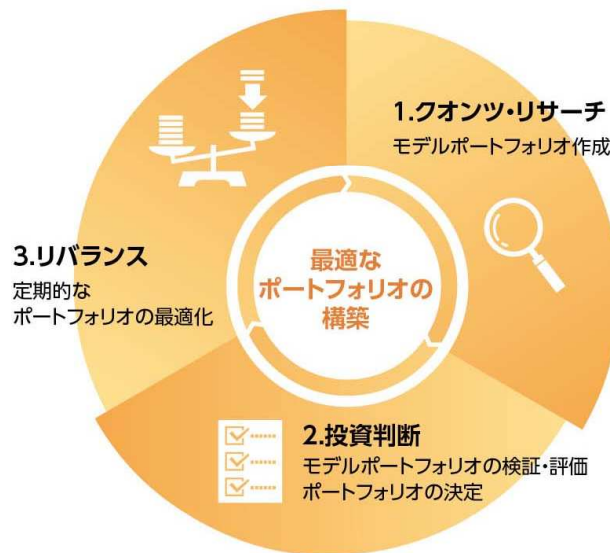 1.クオンツ・リサーチ
モデルポートフォリオ作成
最適な
ポートフォリオの
構築
2.投資判断
モデルポートフォリオの検証・評価
ポートフォリオの決定
3.リバランス
定期的な
ポートフォリオの最適化